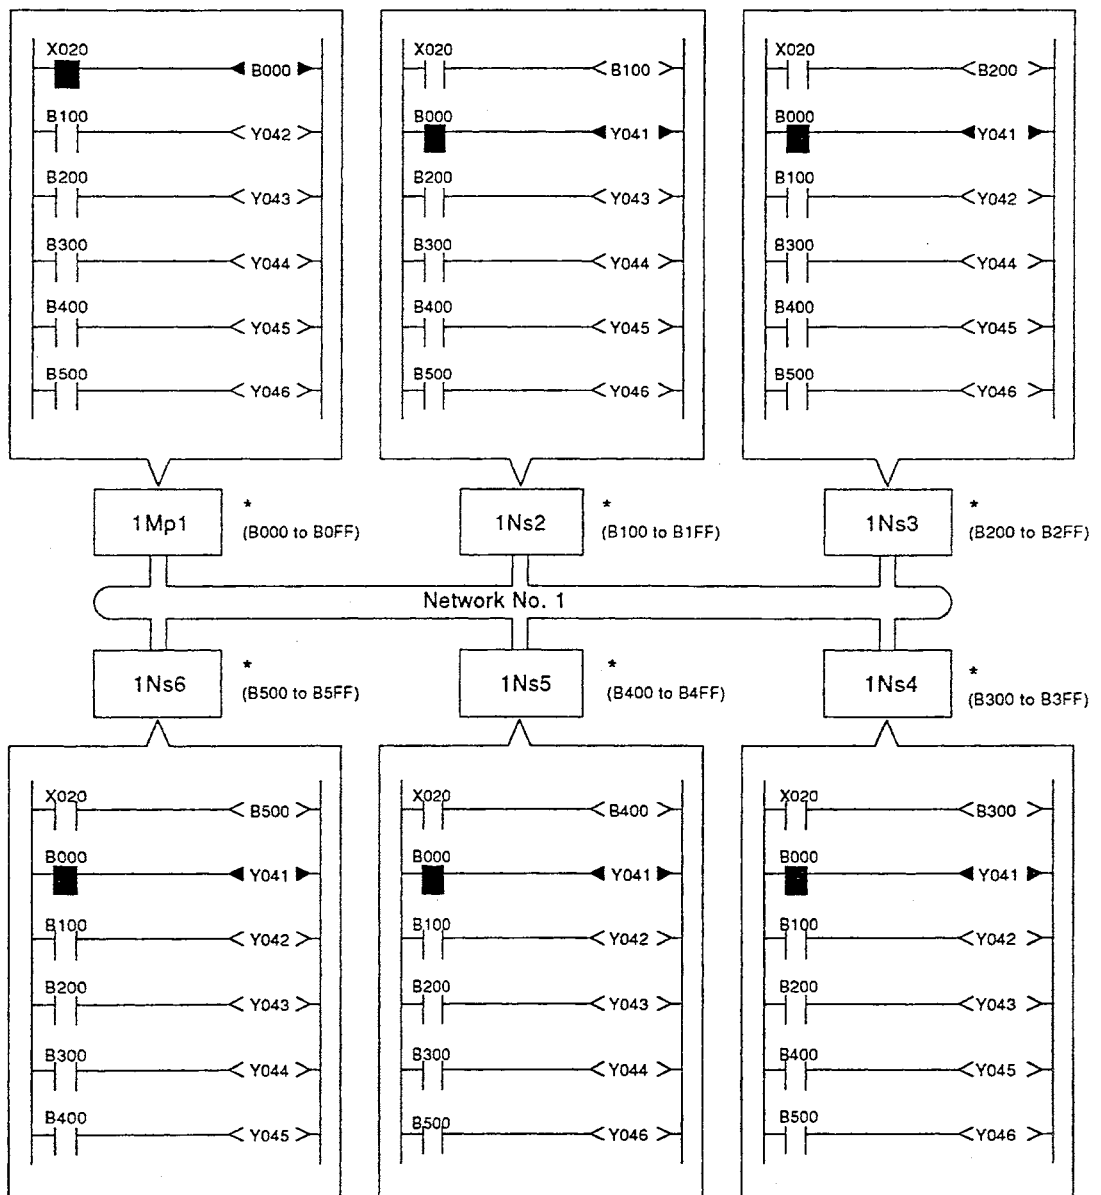 X020
B000
B100
Y042
B200
Y043
B300
Y044
B400
Y045
B500
Y046
X020
B100
B000
Y041
B200
Y043
B300
Y044
B400
Y045
B500
Y046
X020
B200
B000
Y041
B100
Y042
B300
Y044
B400
Y045
B500
Y046
1Mp1
*
(B000 to B0FF)
1Ns2
*
(B100 to B1FF)
1Ns3
*
(B200 to B2FF)
Network No. 1
1Ns6
*
(B500 to B5FF)
1Ns5
*
(B400 to B4FF)
1Ns4
*
(B300 to B3FF)
X020
B500
B000
Y041
B100
Y042
B200
Y043
B300
Y044
B400
Y045
X020
B400
B000
Y041
B100
Y042
B200
Y043
B300
Y044
B500
Y046
X020
B300
B000
Y041
B100
Y042
B200
Y043
B400
Y045
B500
Y046